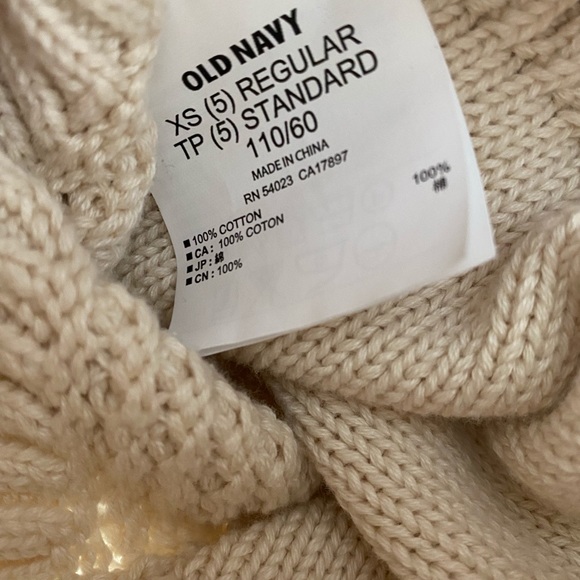 OLD NAVY
XS (5) REGULAR
TP (5) STANDARD
110/60
MADE IN CHINA
RN 54023 CA17897
■ 100% COTTON
■ CA : 100% COTON
■ JP : 綿
■ CN : 100%
100%
棉